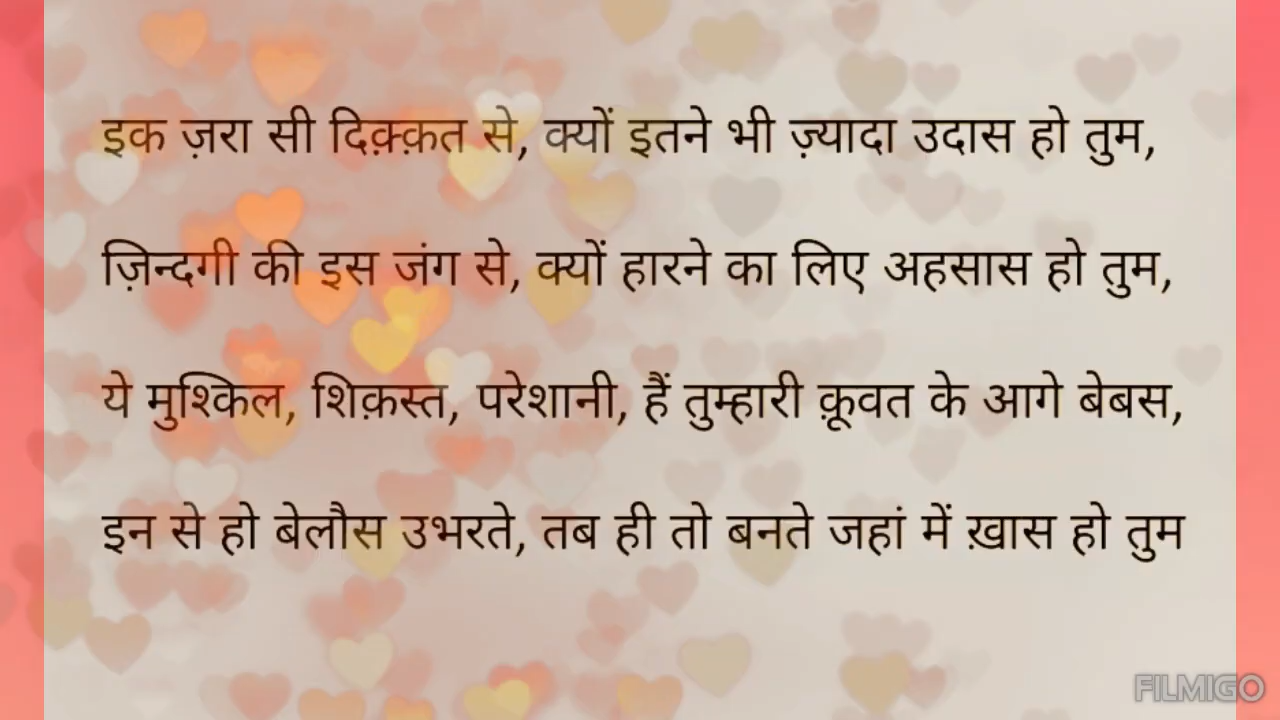 इक ज़रा सी दिक़्क़त से, क्यों इतने भी ज़्यादा उदास हो तुम,
ज़िन्दगी की इस जंग से, क्यों हारने का लिए अहसास हो तुम,
ये मुश्किल, शिक़स्त, परेशानी, हैं तुम्हारी क़ूवत के आगे बेबस,
इन से हो बेलौस उभरते, तब ही तो बनते जहां में ख़ास हो तुम
FILMIGO